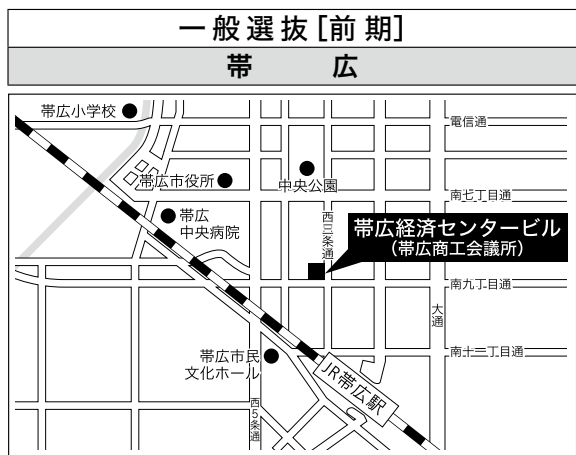 一般選抜[前期]
帯　広
帯広小学校
電信通
帯広市役所
中央公園
南七丁目通
帯広
中央病院
西三条通
帯広経済センタービル
(帯広商工会議所)
南九丁目通
大通
帯広市民
文化ホール
南十一丁目通
JR帯広駅
西5条通